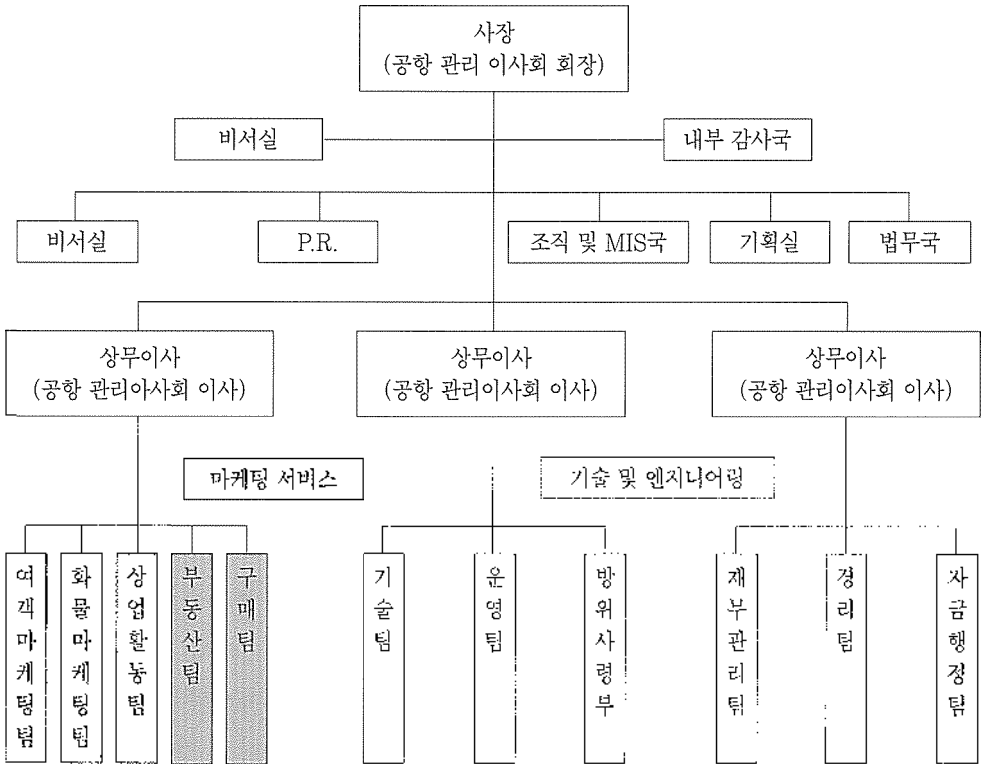 사장
(공항 관리 이사회 회장)
비서실
내부 감사국
비서실
P.R.
조직 및 MIS국
기획실
법무국
상무이사
(공항 관리아사회 이사)
상무이사
(공항 관리이사회 이사)
상무이사
(공항 관리이사회 이사)
마케팅 서비스
기술 및 엔지니어링
여객마케팅팀
화물마케팅팀
상업활동팀
부동산팀
구매팀
기술팀
운영팀
방위사령부
재무관리팀
경리팀
자금행정팀